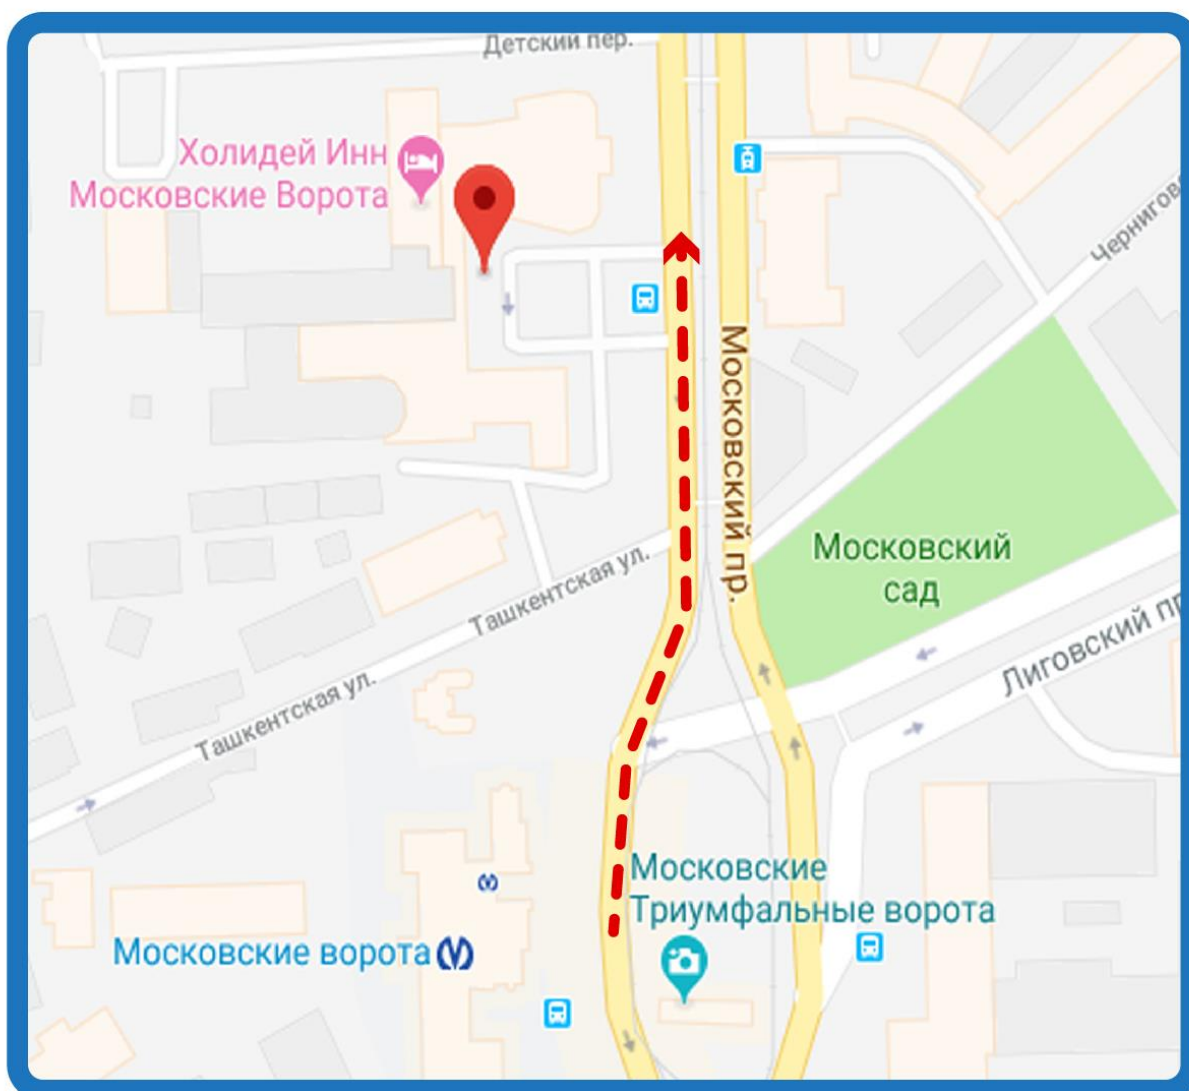 Детский пер.
Холидей Инн
Московские Ворота
Чернигов
Московский пр.
Московский
сад
Ташкентская ул.
Лиговский пр
Ташкентская ул.
Московские
Триумфальные ворота
Московские ворота